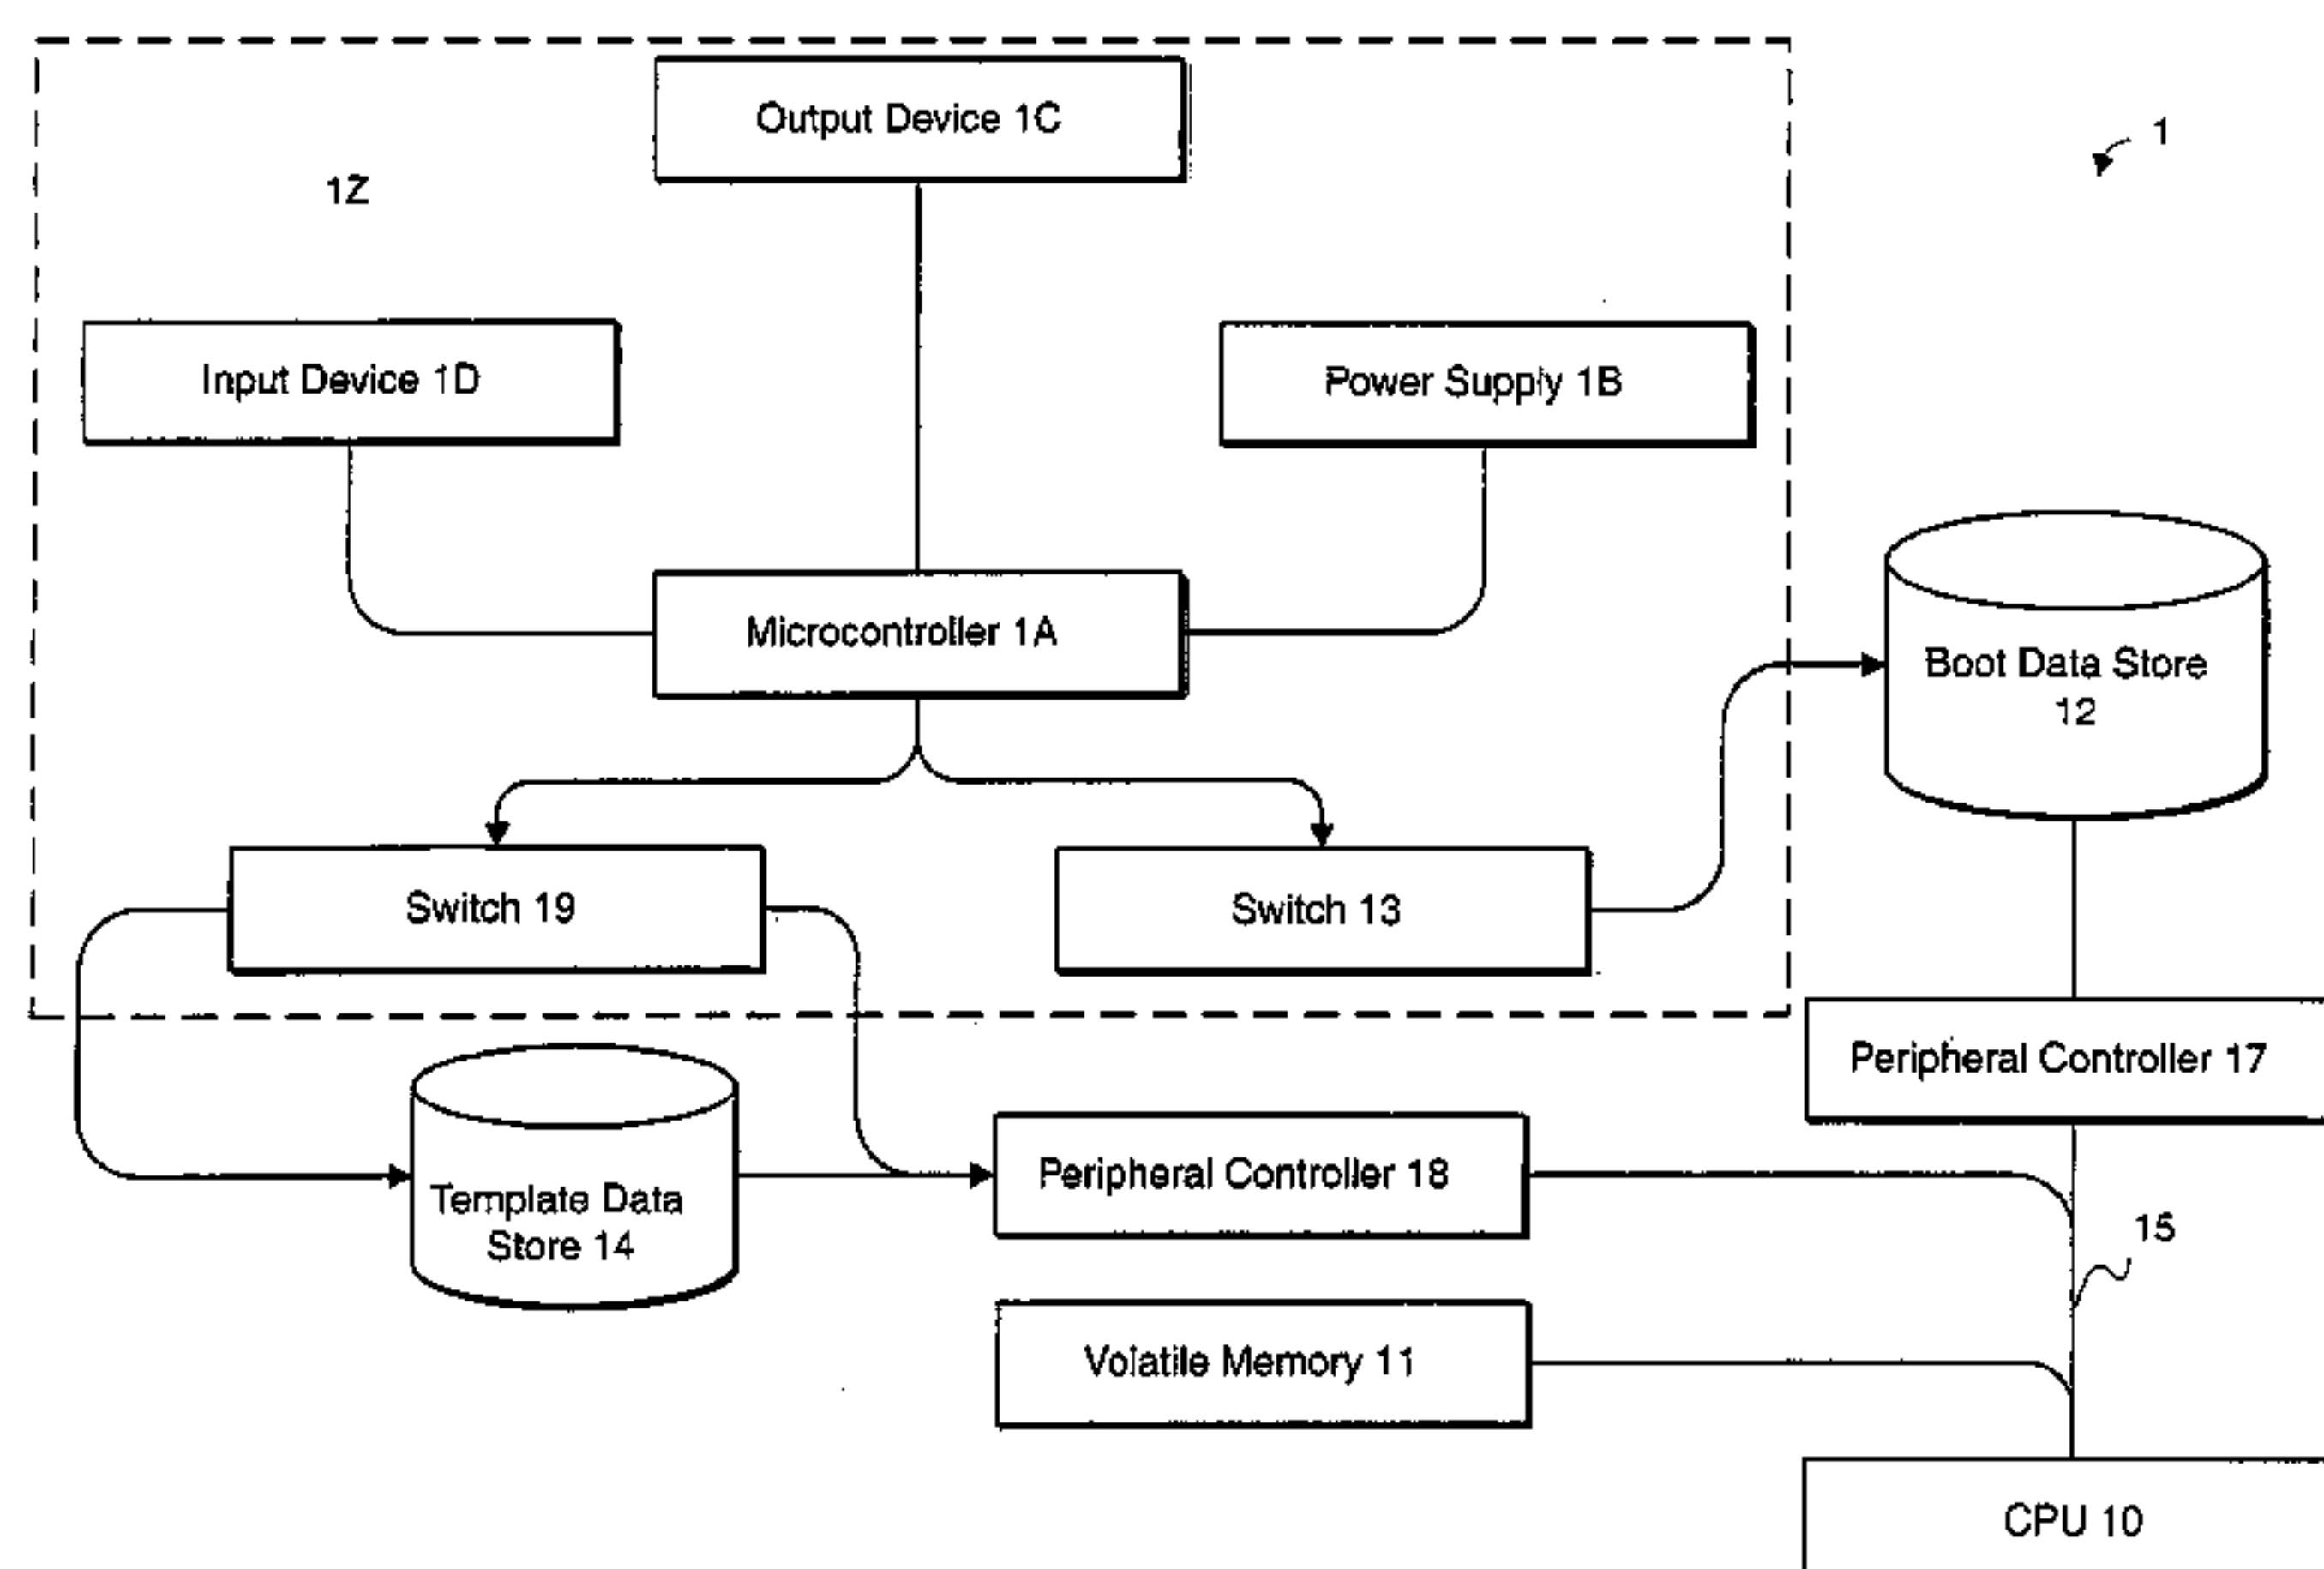 Output Device 1C
1
1Z
Input Device 1D
Power Supply 1B
Microcontroller 1A
Boot Data Store
12
Switch 19
Switch 13
Peripheral Controller 17
Peripheral Controller 18
Template Data
Store 14
15
Volatile Memory 11
CPU 10